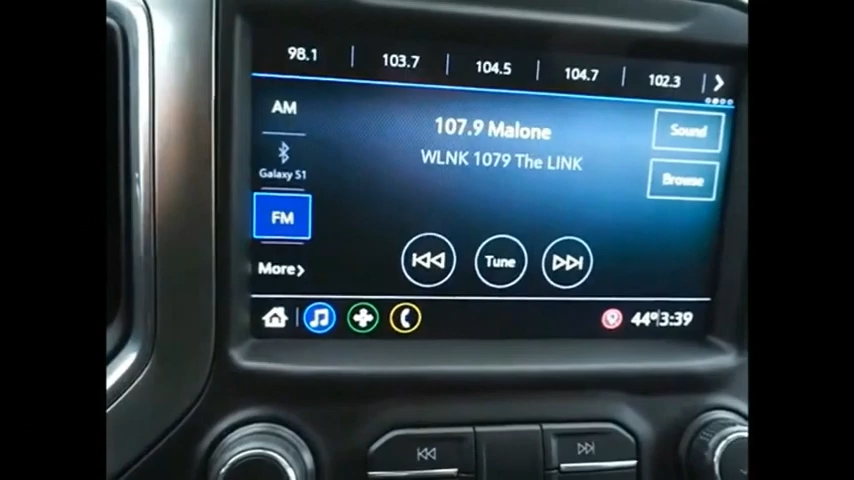 98.1 103.7 104.5 104.7 102.3
AM
107.9 Malone
Sound
WLNK 1079 The LINK
Galaxy S1
Browse
FM
Tune
More
44° 3:39